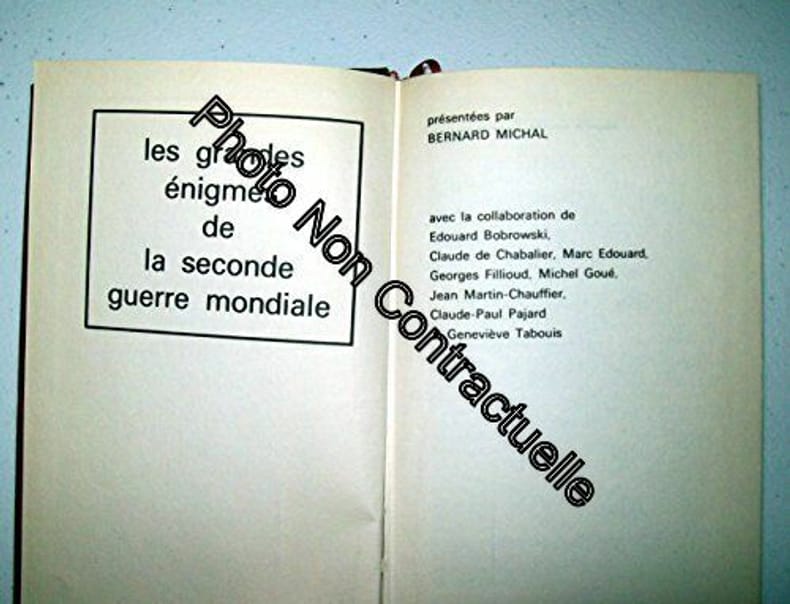 les grandes
énigmes
de
la seconde
guerre mondiale
présentées par
BERNARD MICHAL
avec la collaboration de
Edouard Bobrowski,
Claude de Chabalier, Marc Edouard,
Georges Fillioud, Michel Goué,
Jean Martin-Chauffier,
Claude-Paul Pajard
Geneviève Tabouis
Photo Non Contractuelle